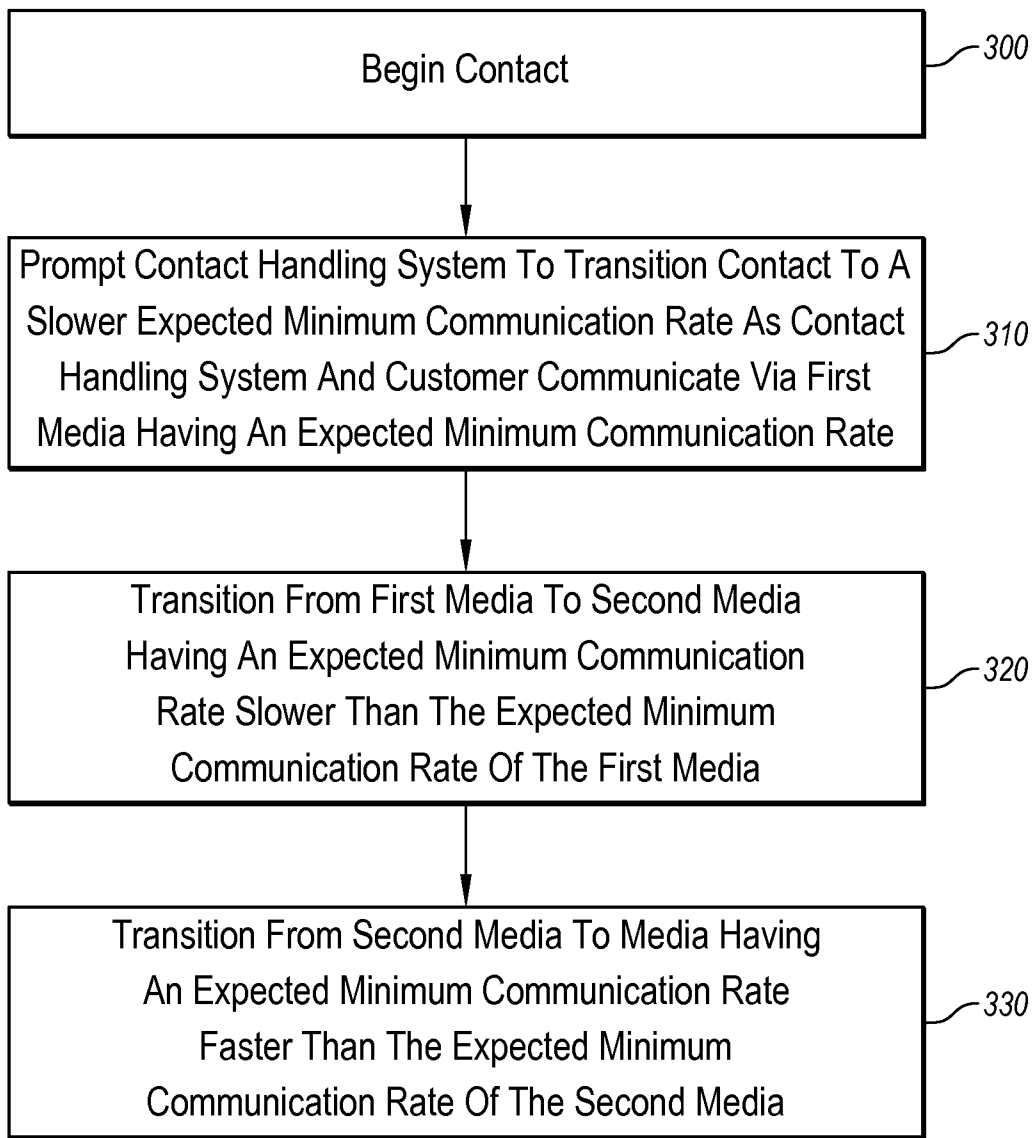 Begin Contact
300
Prompt Contact Handling System To Transition Contact To A
Slower Expected Minimum Communication Rate As Contact
Handling System And Customer Communicate Via First
Media Having An Expected Minimum Communication Rate
310
Transition From First Media To Second Media
Having An Expected Minimum Communication
Rate Slower Than The Expected Minimum
Communication Rate Of The First Media
320
Transition From Second Media To Media Having
An Expected Minimum Communication Rate
Faster Than The Expected Minimum
Communication Rate Of The Second Media
330